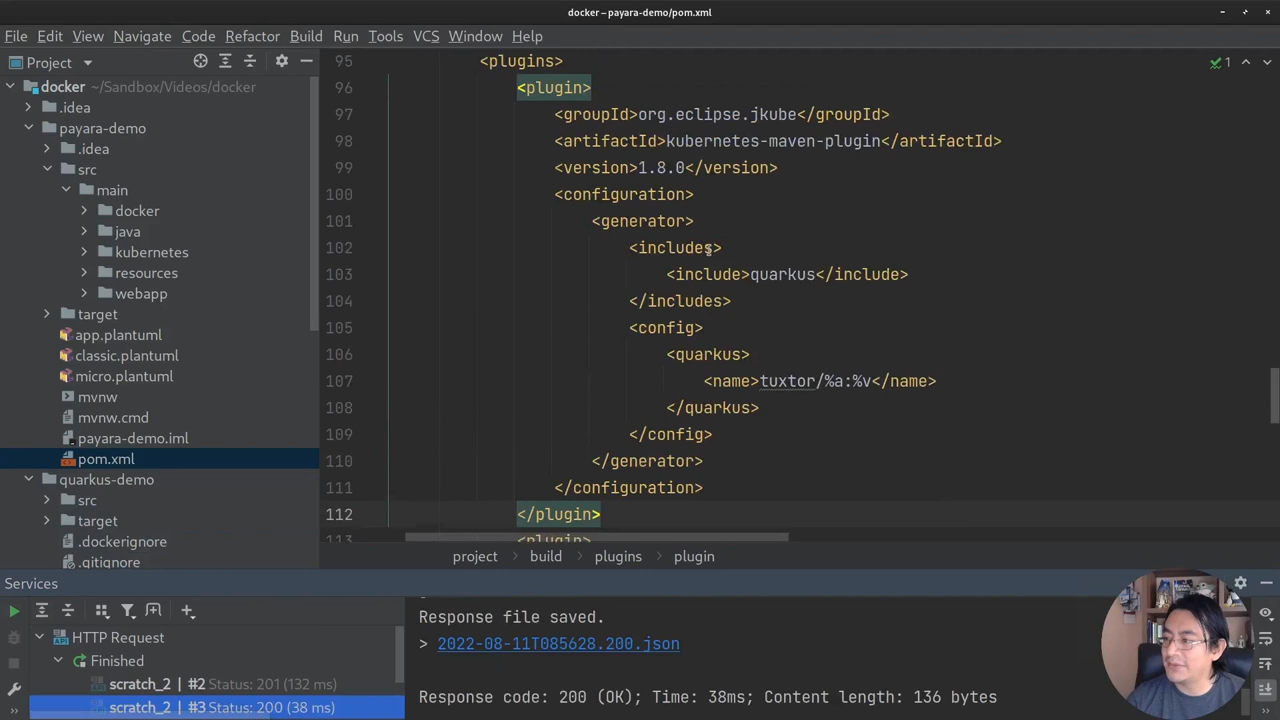 docker – payara-demo/pom.xml
File Edit View Navigate Code Refactor Build Run Tools VCS Window Help
Project
docker ~/Sandbox/Videos/docker
.idea
payara-demo
.idea
src
main
docker
java
kubernetes
resources
webapp
target
app.plantuml
classic.plantuml
micro.plantuml
mvnw
mvnw.cmd
payara-demo.iml
pom.xml
quarkus-demo
src
target
.dockerignore
.gitignore
95 <plugins>
96 <plugin>
97 <groupId>org.eclipse.jkube</groupId>
98 <artifactId>kubernetes-maven-plugin</artifactId>
99 <version>1.8.0</version>
100 <configuration>
101 <generator>
102 <includes>
103 <include>quarkus</include>
104 </includes>
105 <config>
106 <quarkus>
107 <name>tuxtor/%a:%v</name>
108 </quarkus>
109 </config>
110 </generator>
111 </configuration>
112 </plugin>
113 <plugin>
1
project > build > plugins > plugin
Services
HTTP Request
Finished
scratch_2 | #2 Status: 201 (132 ms)
scratch_2 | #3 Status: 200 (38 ms)
Response file saved.
> 2022-08-11T085628.200.json
Response code: 200 (OK); Time: 38ms; Content length: 136 bytes